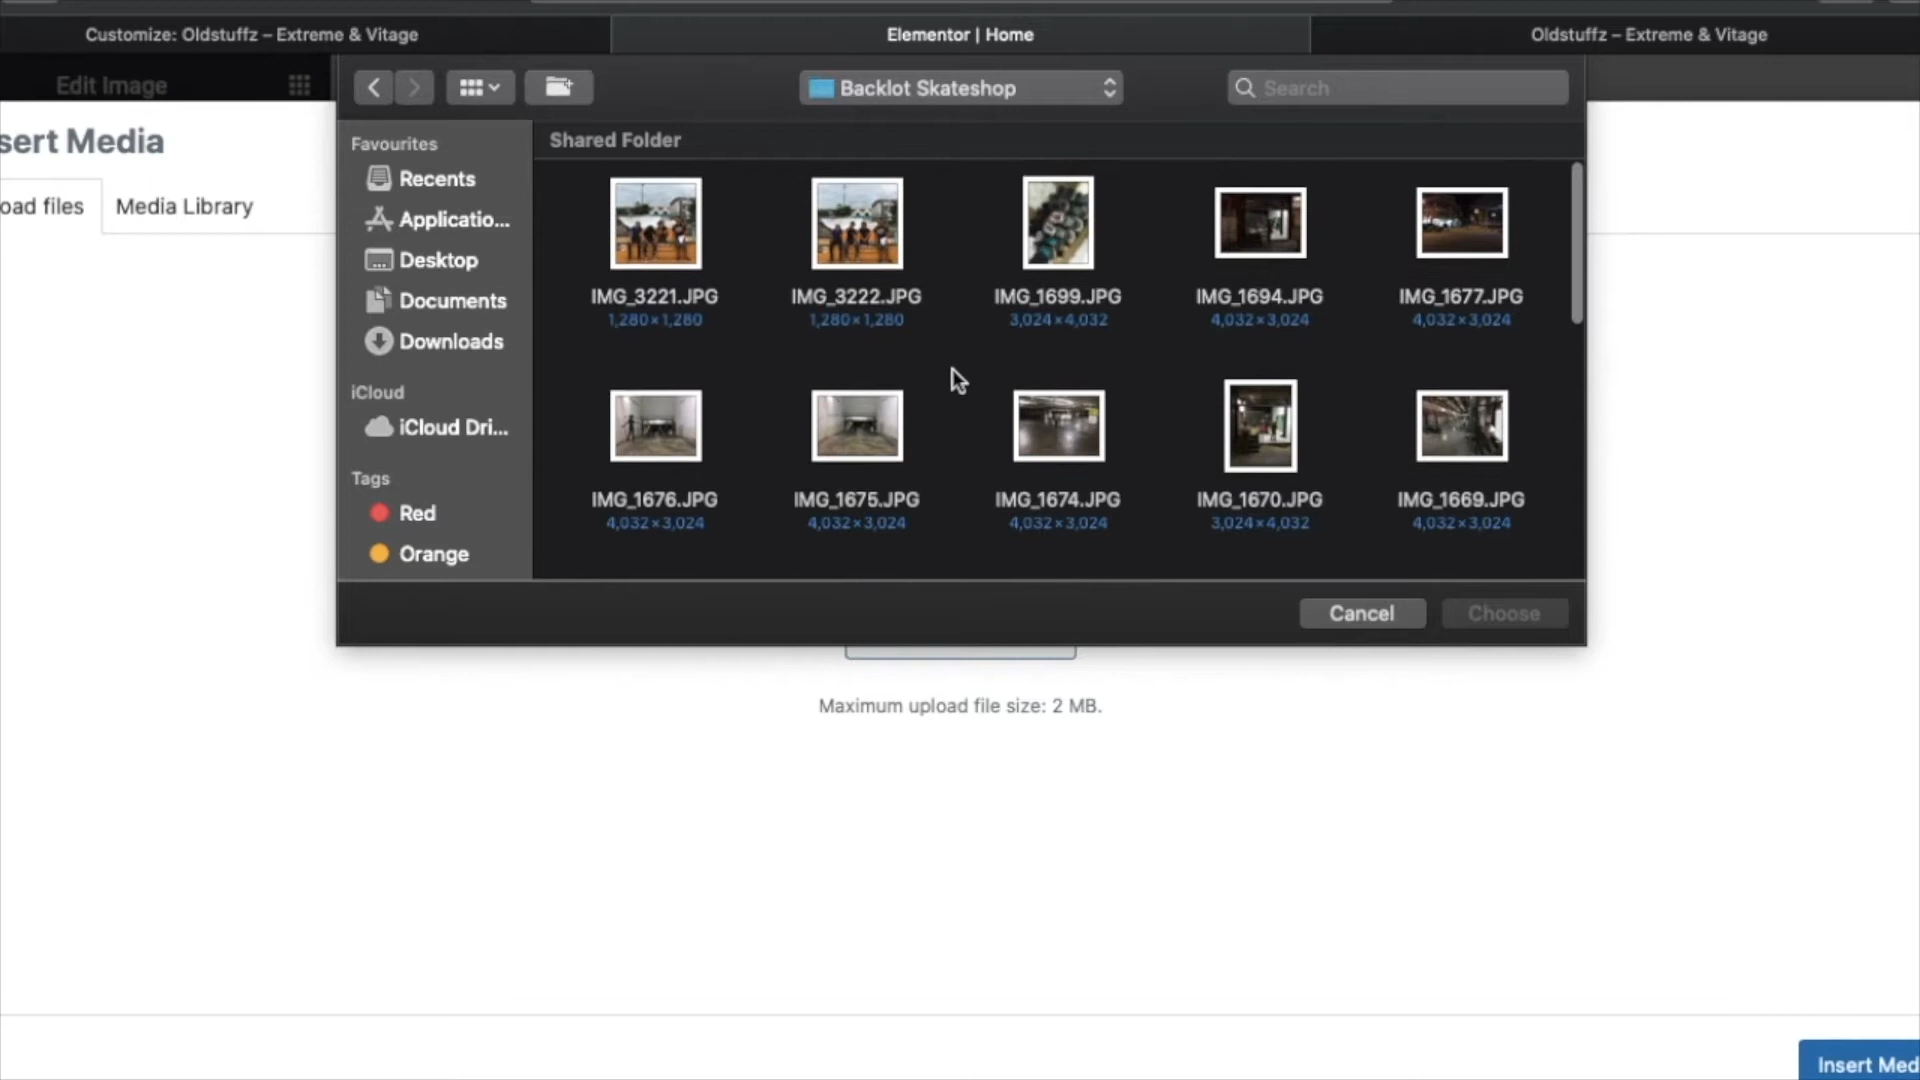 Customize: Oldstuffz – Extreme & Vitage
Elementor | Home
Oldstuffz – Extreme & Vitage
Edit Image
Backlot Skateshop
Search
sert Media
oad files
Media Library
Favourites
Recents
Applicatio...
Desktop
Documents
Downloads
iCloud
iCloud Dri...
Tags
Red
Orange
Shared Folder
IMG_3221.JPG
1,280×1,280
IMG_3222.JPG
1,280×1,280
IMG_1699.JPG
3,024×4,032
IMG_1694.JPG
4,032×3,024
IMG_1677.JPG
4,032×3,024
IMG_1676.JPG
4,032×3,024
IMG_1675.JPG
4,032×3,024
IMG_1674.JPG
4,032×3,024
IMG_1670.JPG
3,024×4,032
IMG_1669.JPG
4,032×3,024
Cancel
Choose
Maximum upload file size: 2 MB.
Insert Med